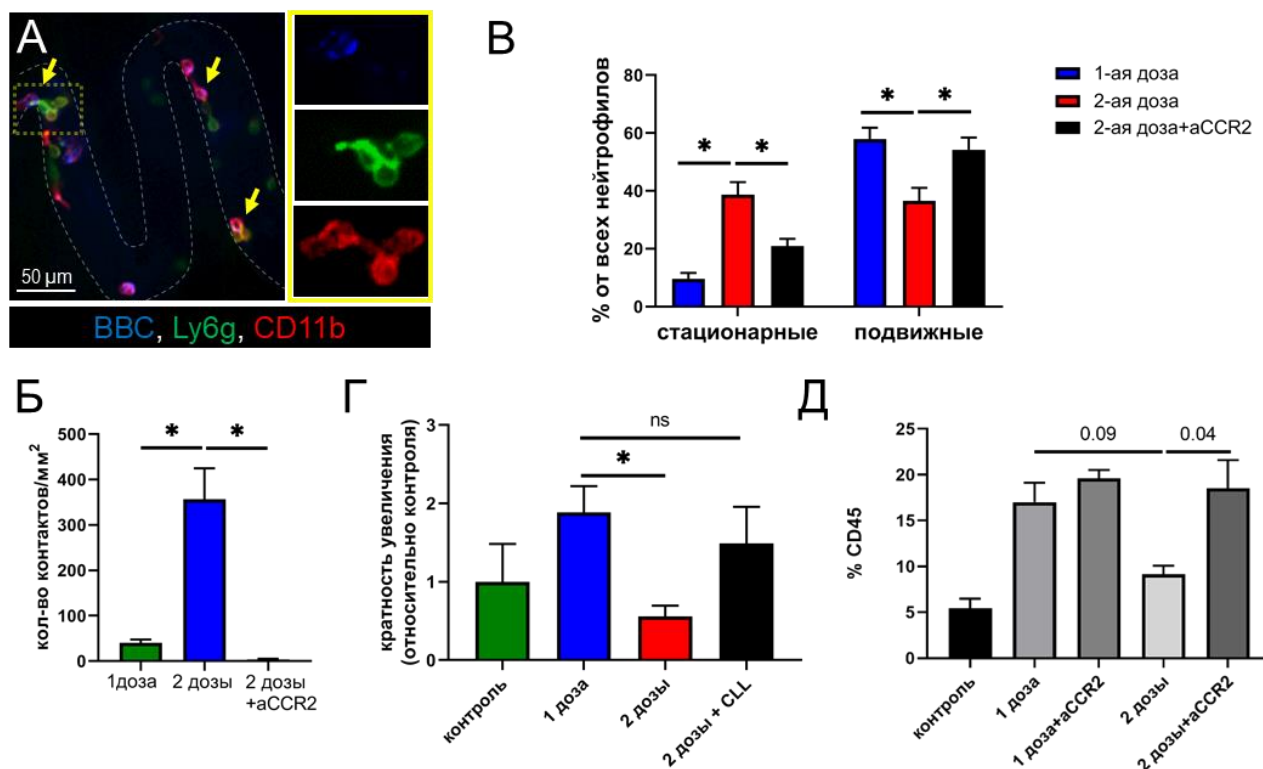 А
50 µm
BBC, Ly6g, CD11b
В
% от всех нейтрофилов
80
60
40
20
0
*
*
*
*
стационарные
подвижные
1-ая доза
2-ая доза
2-ая доза+aCCR2
Б
кол-во контактов/мм²
500
400
300
200
100
0
*
*
1доза
2 дозы
2 дозы
+aCCR2
Г
кратность увеличения
(относительно контроля)
3
2
1
0
ns
*
контроль
1 доза
2 дозы
2 дозы + CLL
Д
% CD45
25
20
15
10
5
0
0.09
0.04
контроль
1 доза
1 доза+aCCR2
2 дозы
2 дозы+aCCR2